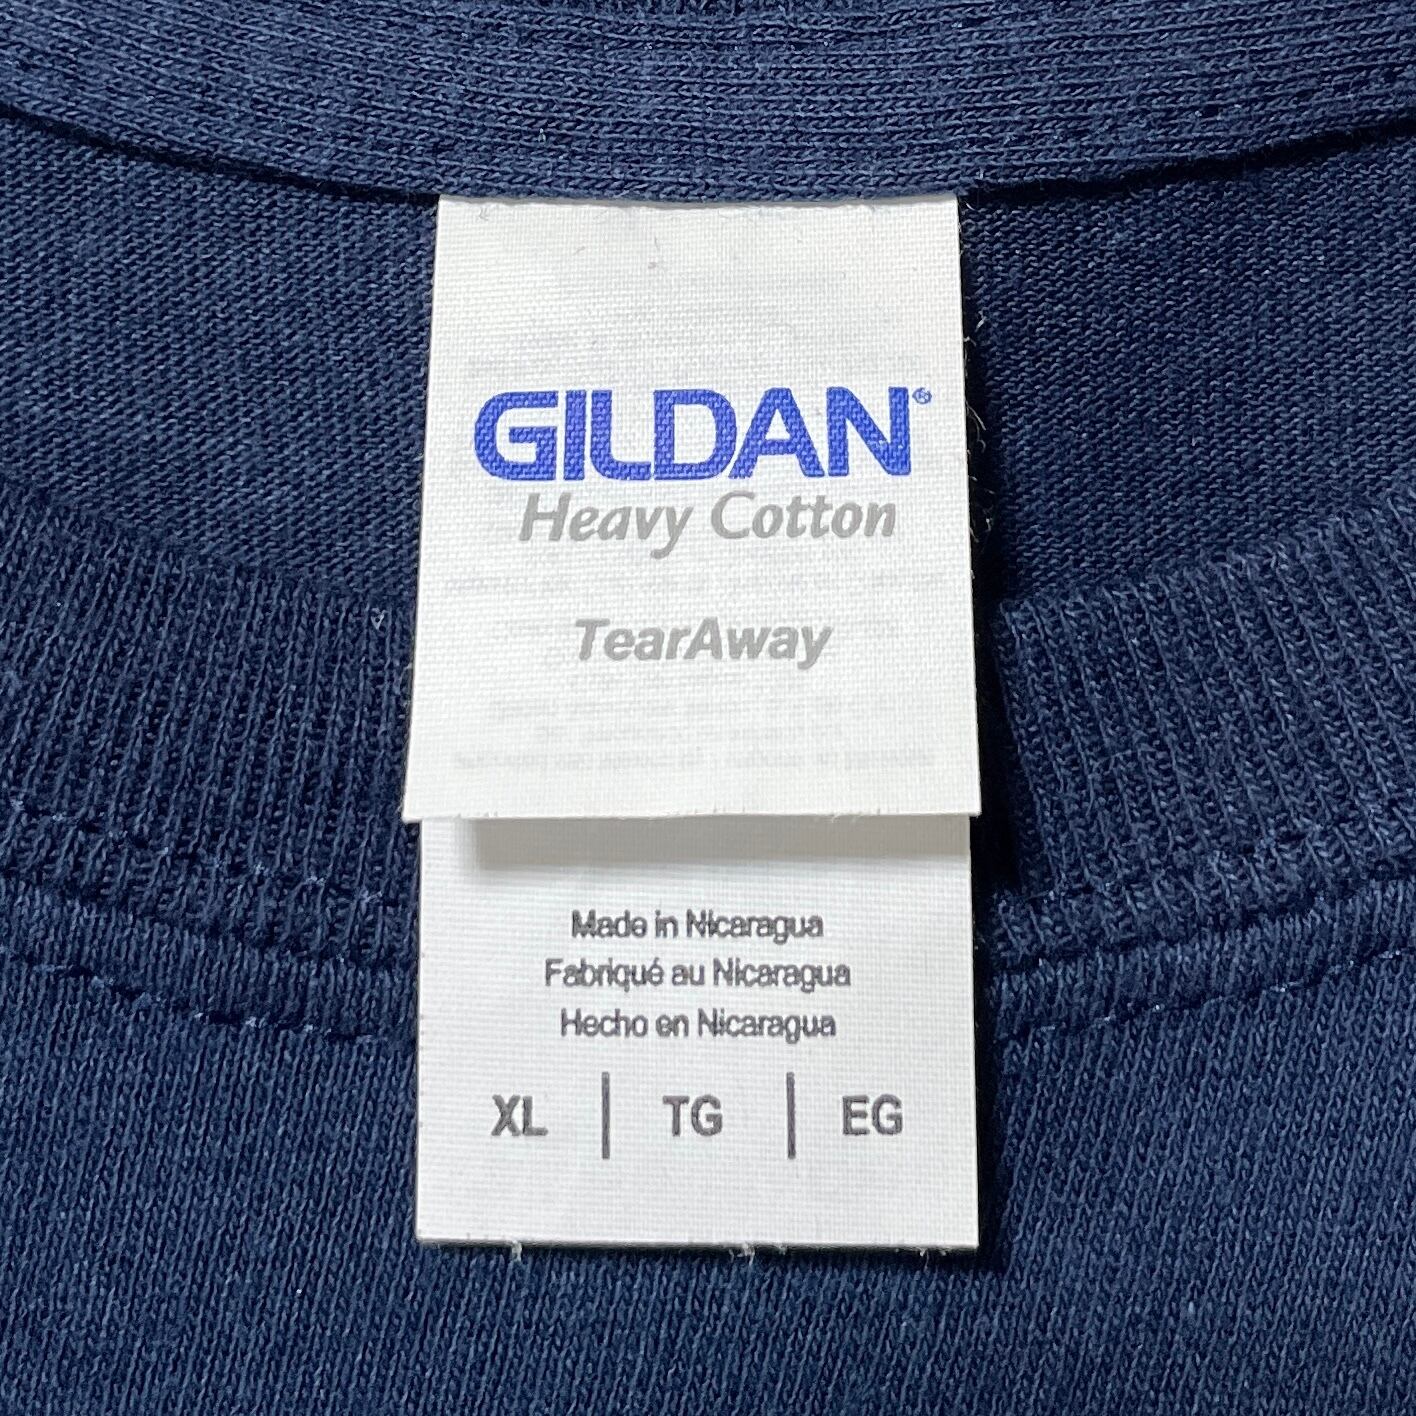 GILDAN®
Heavy Cotton
TearAway
Made in Nicaragua
Fabriqué au Nicaragua
Hecho en Nicaragua
XL | TG | EG